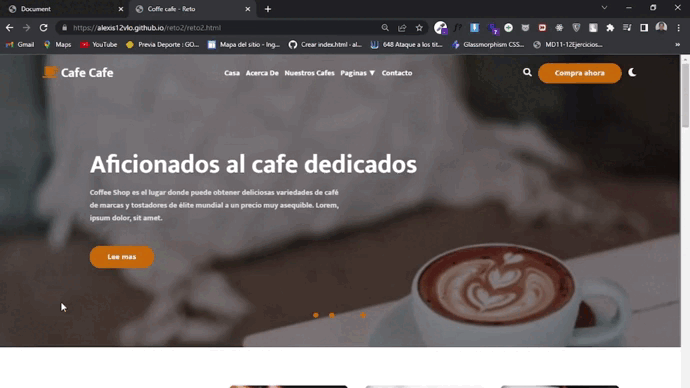 Document
Coffe cafe - Reto
https://alexis12vlo.github.io/reto2/reto2.html
Gmail
Maps
YouTube
Previa Deporte : GO...
Mapa del sitio - Ing...
Crear index.html - al...
648 Ataque a los tit...
Glassmorphism CSS...
MD11-12Ejercicios...
Cafe Cafe
Casa
Acerca De
Nuestros Cafes
Paginas ▼
Contacto
Compra ahora
Aficionados al cafe dedicados
Coffee Shop es el lugar donde puede obtener deliciosas variedades de café
de marcas y tostadores de élite mundial a un precio muy asequible. Lorem,
ipsum dolor, sit amet.
Lee mas